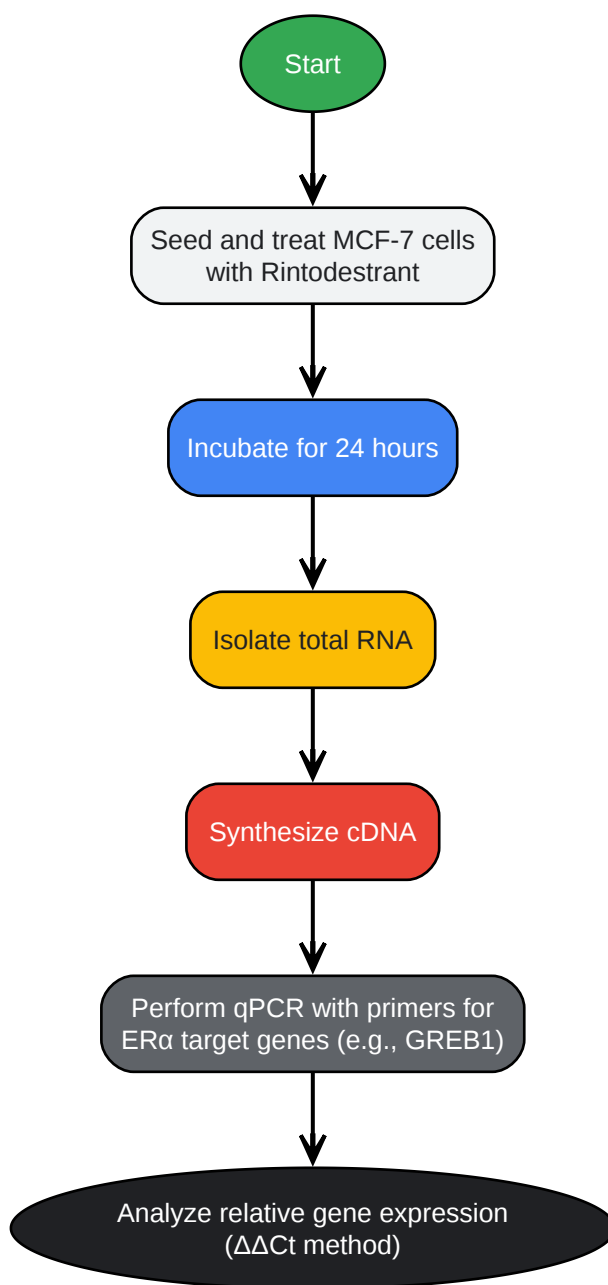 Start
Seed and treat MCF-7 cells
with Rintodestrant
Incubate for 24 hours
Isolate total RNA
Synthesize cDNA
Perform qPCR with primers for
ERα target genes (e.g., GREB1)
Analyze relative gene expression
(ΔΔCt method)